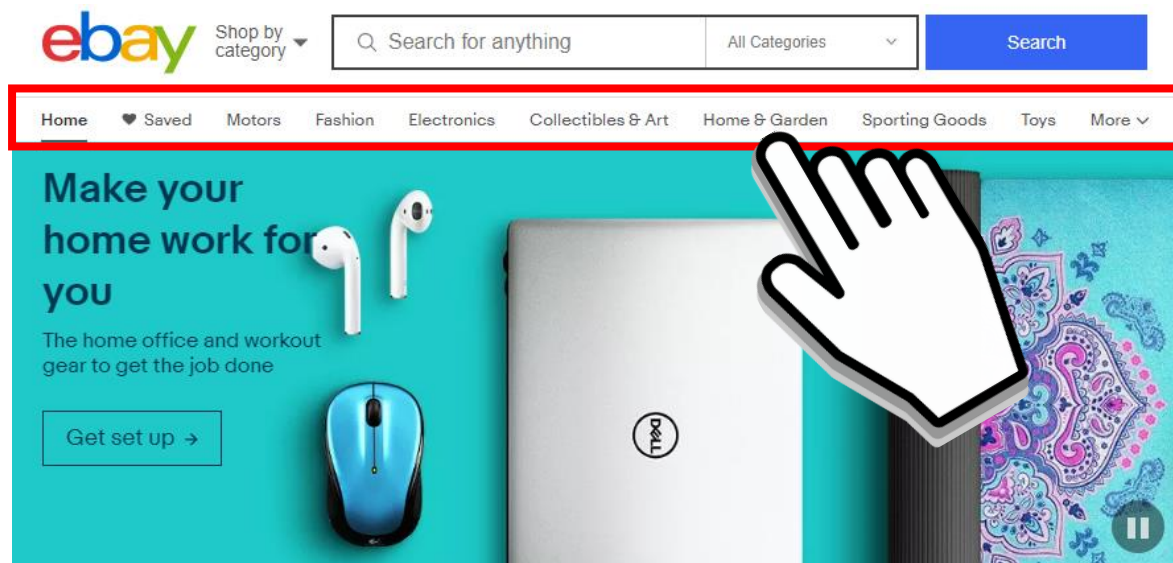 ebay
Shop by
category
Search for anything
All Categories
Search
Home Saved Motors Fashion Electronics Collectibles & Art Home & Garden Sporting Goods Toys More
Make your
home work for
you
The home office and workout
gear to get the job done
Get set up →
DELL